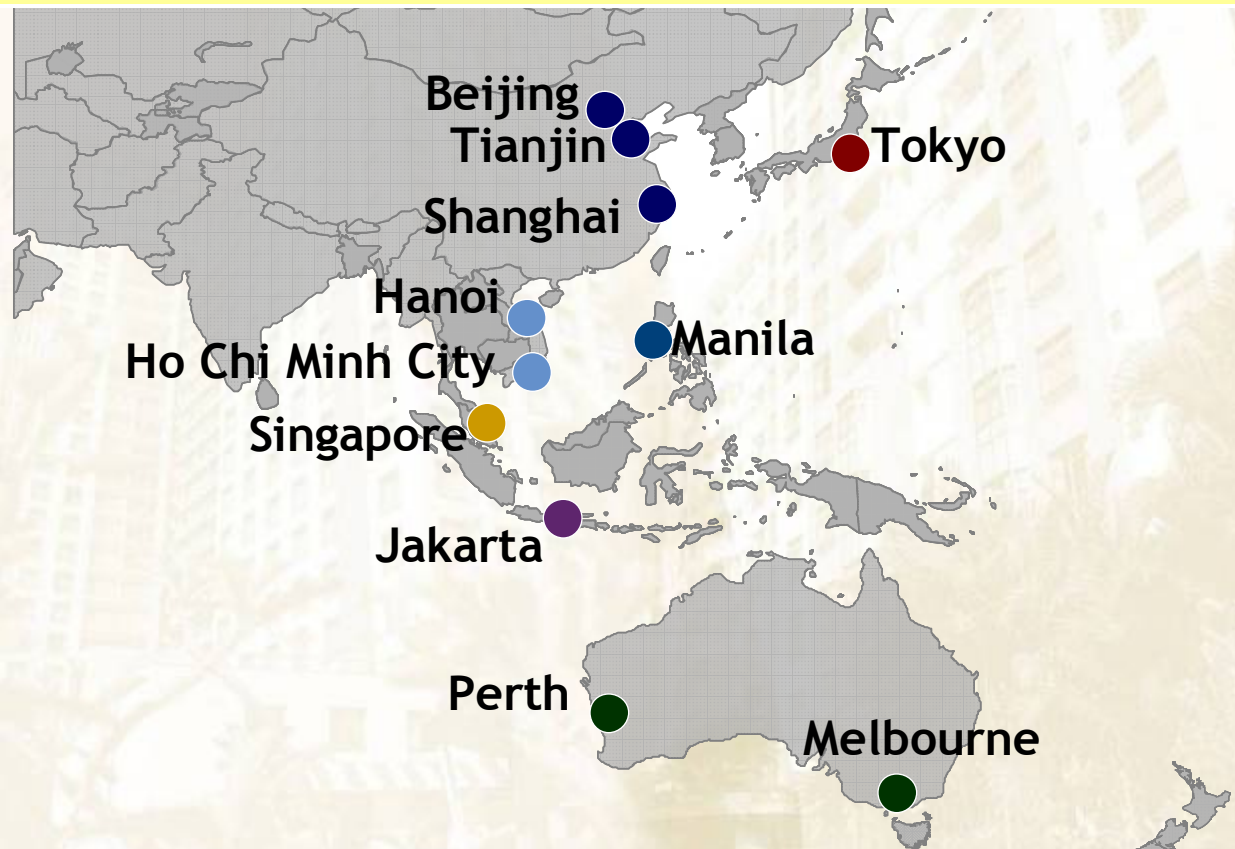 Beijing
Tianjin
Tokyo
Shanghai
Hanoi
Manila
Ho Chi Minh City
Singapore
Jakarta
Perth
Melbourne